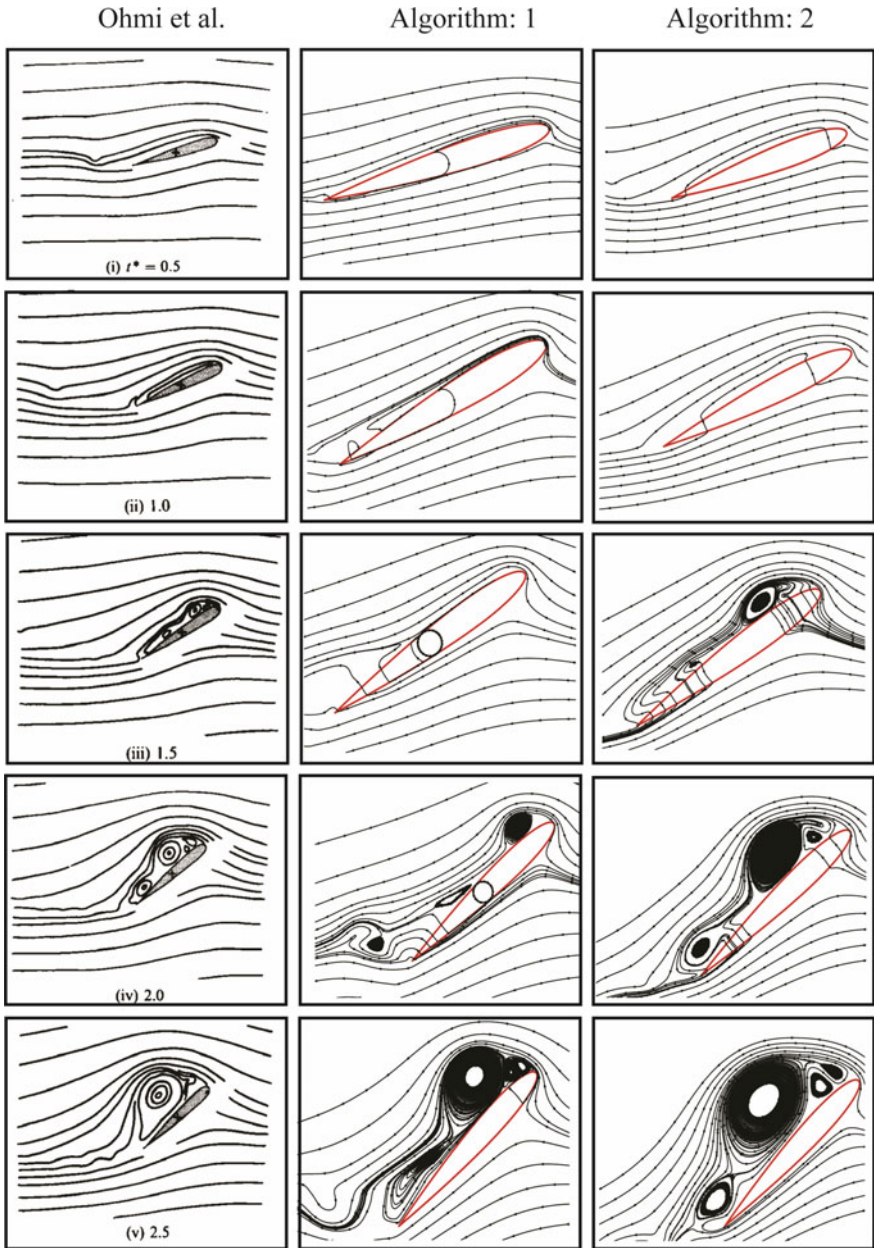 Ohmi et al.
Algorithm: 1
Algorithm: 2
(i) t* = 0.5
(ii) 1.0
(iii) 1.5
(iv) 2.0
(v) 2.5